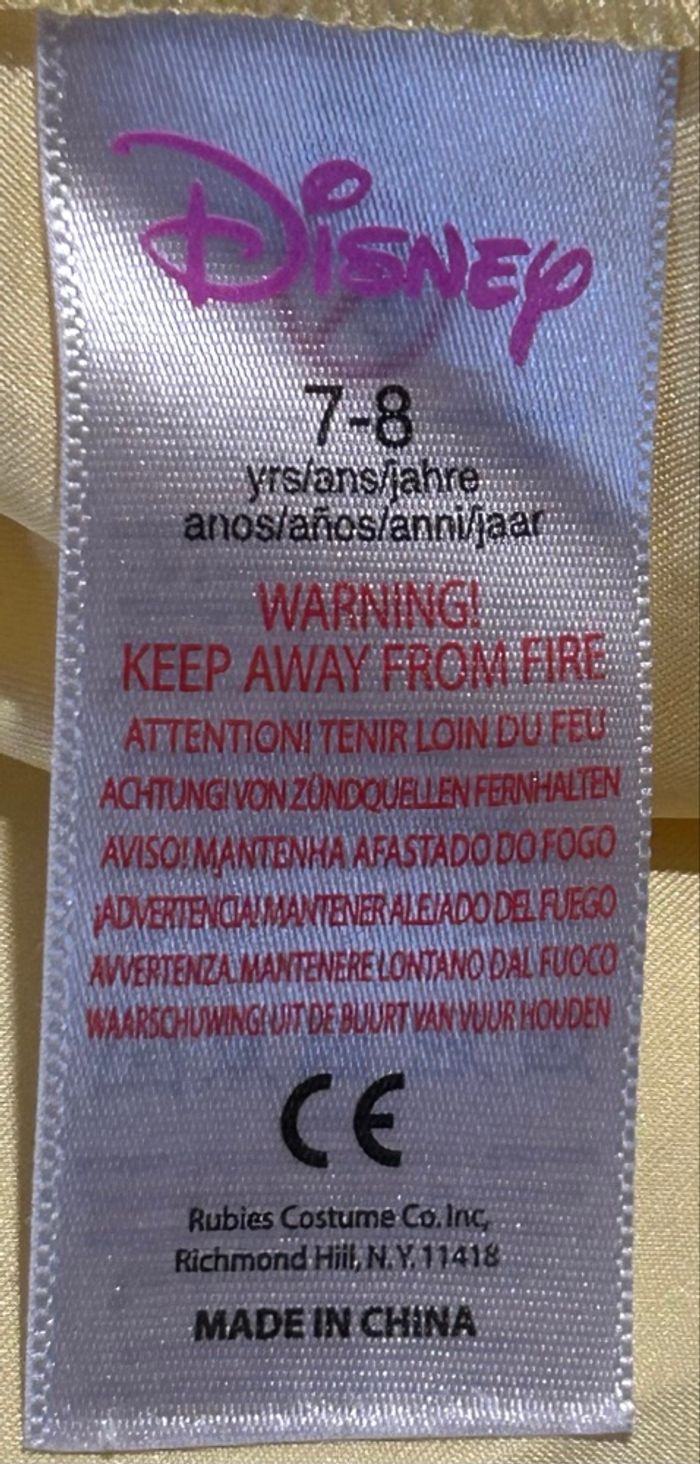 Disney
7-8
yrs/ans/jahre
anos/años/anni/jaar
WARNING!
KEEP AWAY FROM FIRE
ATTENTION! TENIR LOIN DU FEU
ACHTUNG! VON ZÜNDQUELLEN FERNHALTEN
AVISO! MANTENHA AFASTADO DO FOGO
¡ADVERTENCIA! MANTENER ALEJADO DEL FUEGO
AVVERTENZA. MANTENERE LONTANO DAL FUOCO
WAARSCHUWING! UIT DE BUURT VAN VUUR HOUDEN
CE
Rubies Costume Co. Inc,
Richmond Hill, N.Y. 11418
MADE IN CHINA